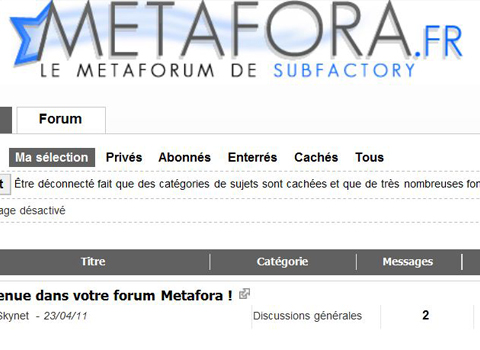 METAFORA.FR
LE METAFORUM DE SUBFACTORY
Forum
Ma sélection Privés Abonnés Enterrés Cachés Tous
t Être déconnecté fait que des catégories de sujets sont cachées et que de très nombreuses fon
age désactivé
Titre Catégorie Messages
enue dans votre forum Metafora !
Skynet - 23/04/11 Discussions générales 2